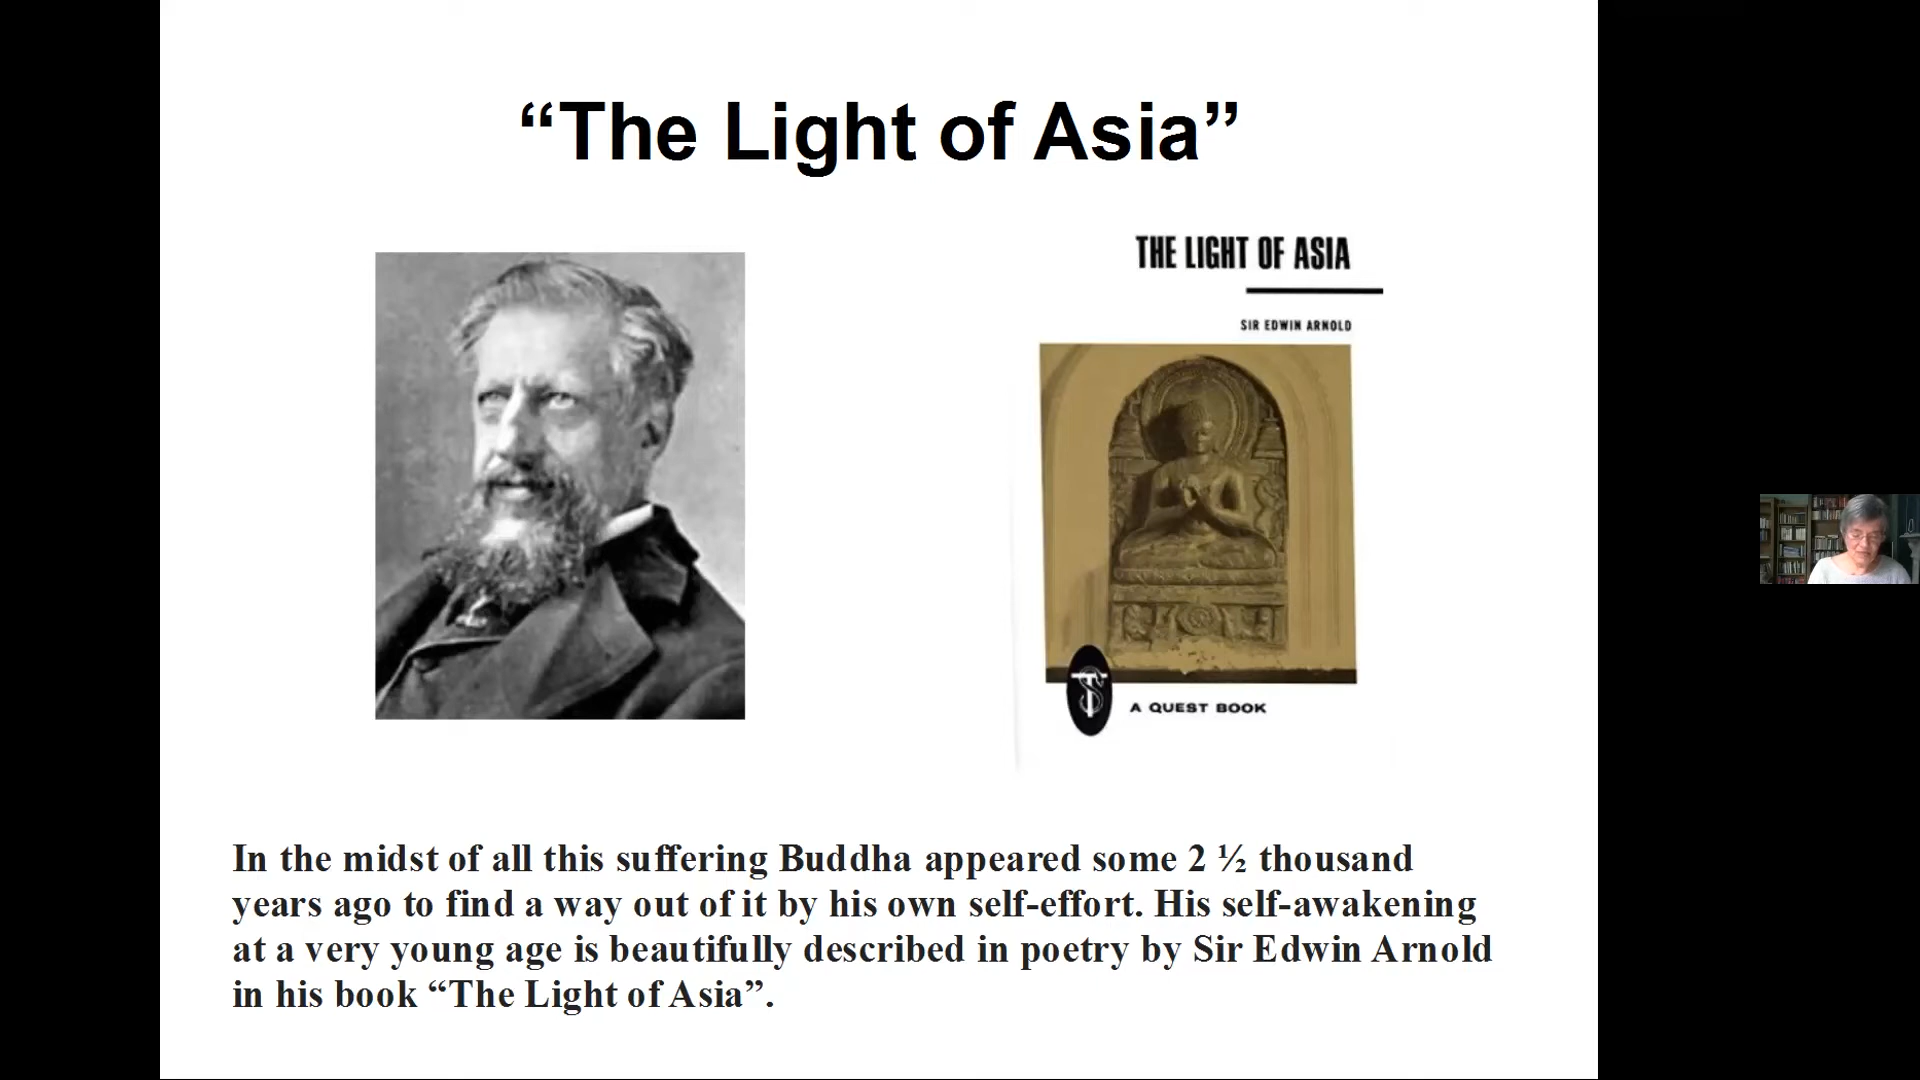 “The Light of Asia”
THE LIGHT OF ASIA
SIR EDWIN ARNOLD
TS
A QUEST BOOK
In the midst of all this suffering Buddha appeared some 2 ½ thousand
years ago to find a way out of it by his own self-effort. His self-awakening
at a very young age is beautifully described in poetry by Sir Edwin Arnold
in his book “The Light of Asia”.